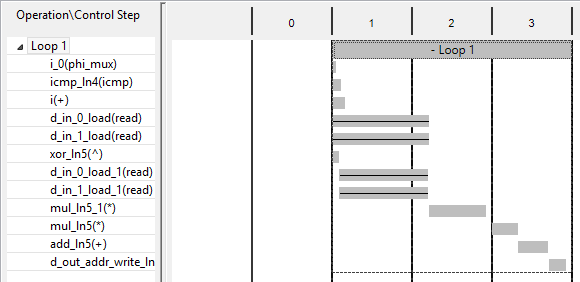 Operation\Control Step
0 1 2 3
Loop 1
- Loop 1
i_0(phi_mux)
icmp_ln4(icmp)
i(+)
d_in_0_load(read)
d_in_1_load(read)
xor_ln5(^)
d_in_0_load_1(read)
d_in_1_load_1(read)
mul_ln5_1(*)
mul_ln5(*)
add_ln5(+)
d_out_addr_write_ln